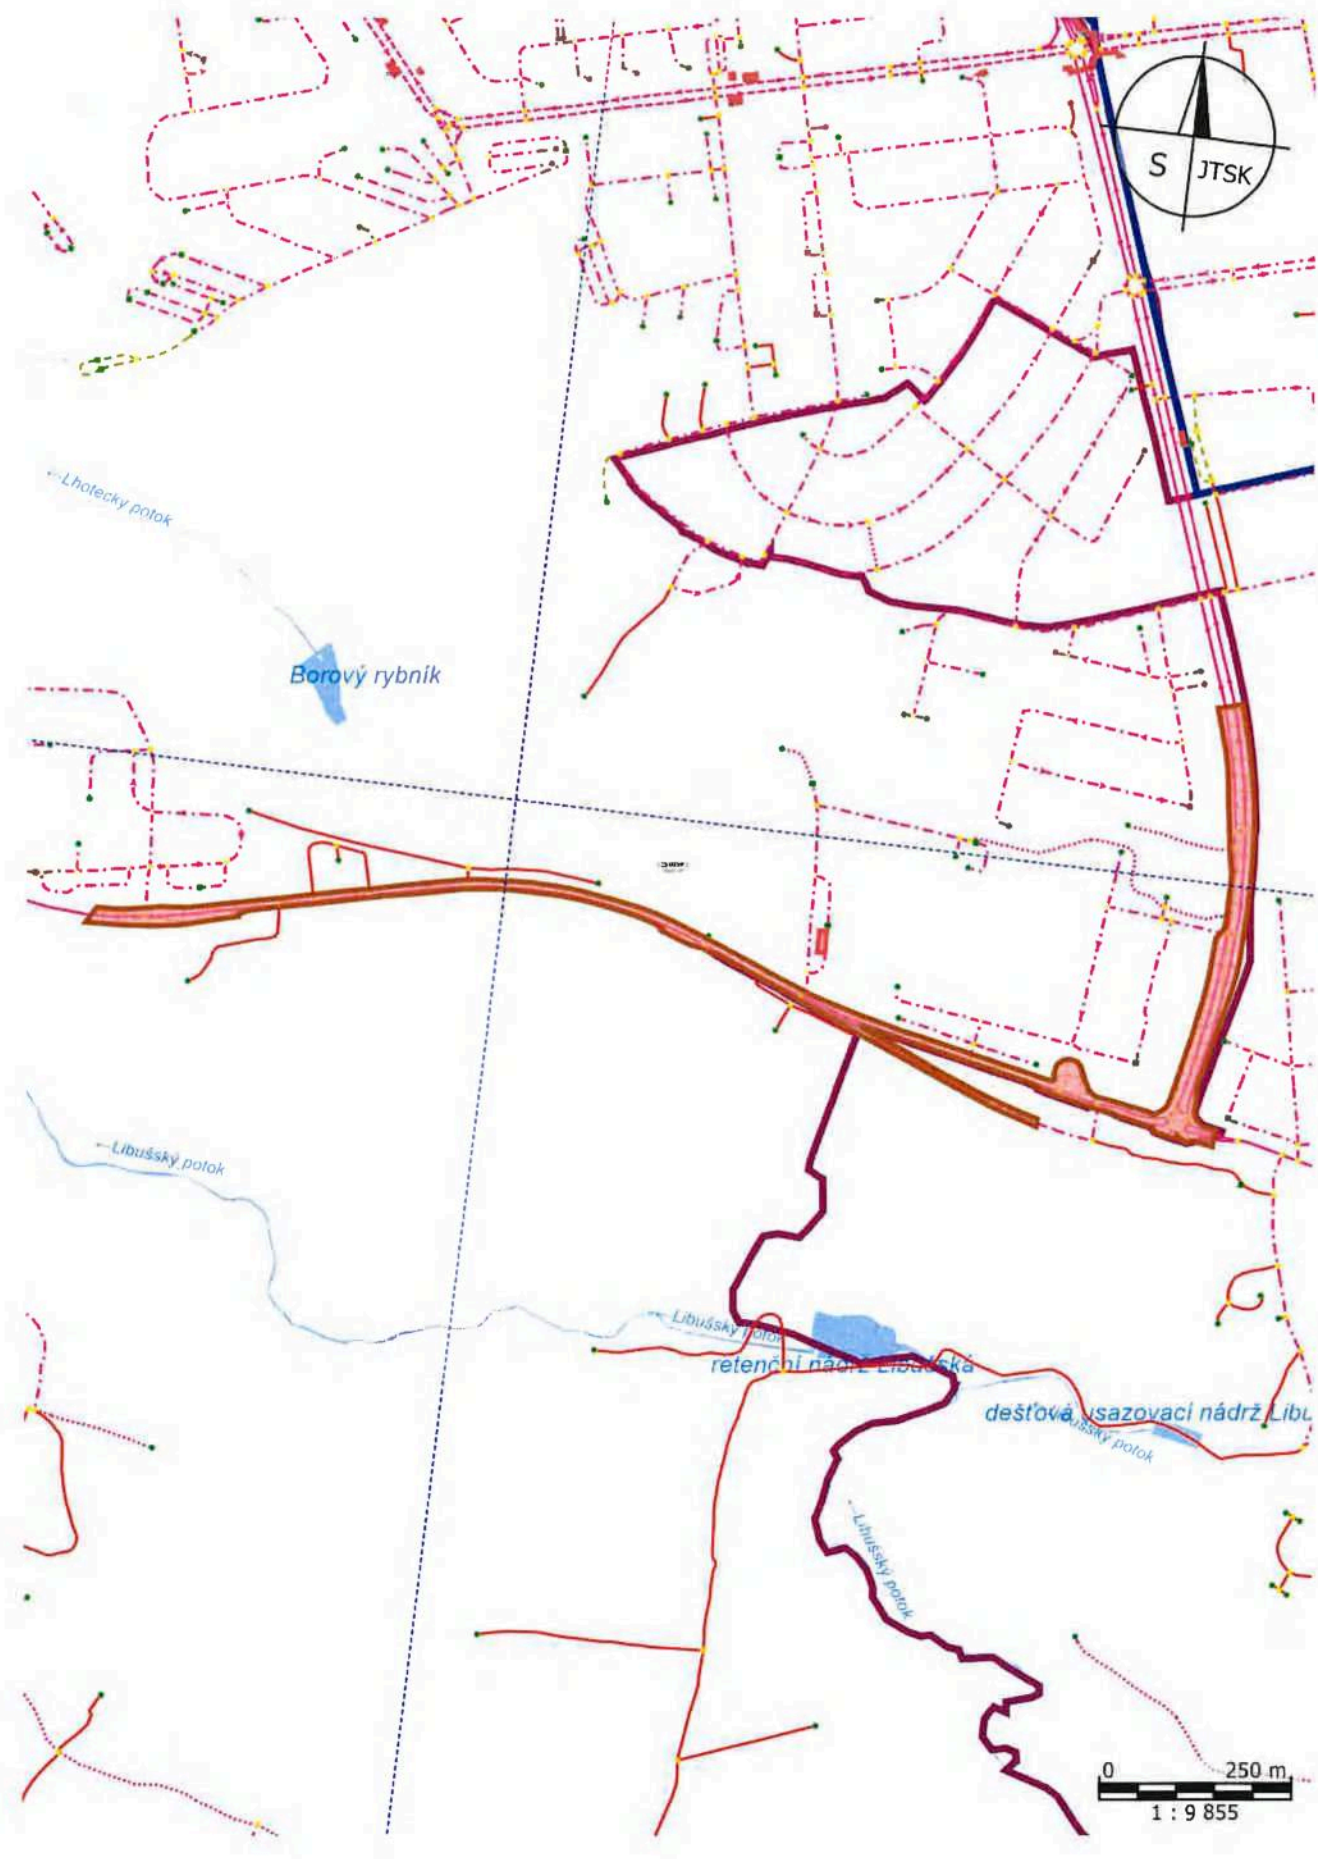 S JTSK
←Lhotecký potok
Borový rybník
←Libušský potok
←Libušský potok
retenční nádrž Libušská
dešťová usazovací nádrž Libu
Libušský potok
←Libušský potok
0 250 m
1 : 9 855